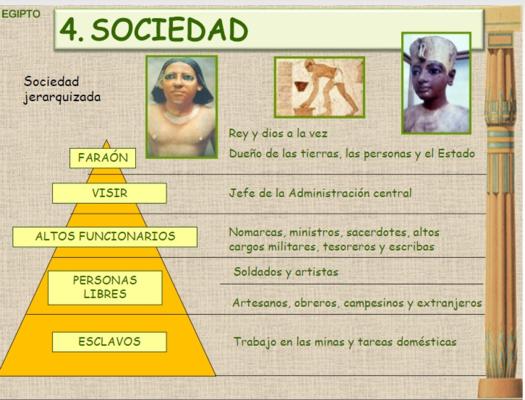 EGIPTO
4. SOCIEDAD
Sociedad
jerarquizada
Rey y dios a la vez
FARAÓN
Dueño de las tierras, las personas y el Estado
VISIR
Jefe de la Administración central
ALTOS FUNCIONARIOS
Nomarcas, ministros, sacerdotes, altos
cargos militares, tesoreros y escribas
PERSONAS
LIBRES
Soldados y artistas
Artesanos, obreros, campesinos y extranjeros
ESCLAVOS
Trabajo en las minas y tareas domésticas